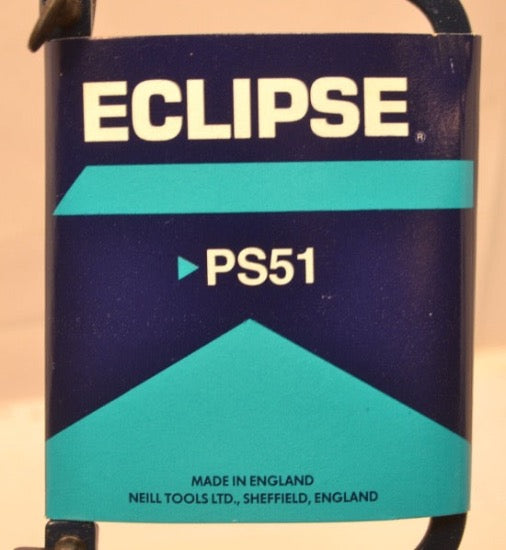 ECLIPSE®
PS51
MADE IN ENGLAND
NEILL TOOLS LTD., SHEFFIELD, ENGLAND